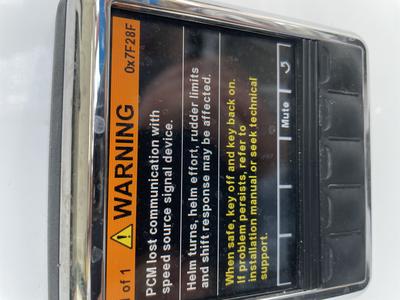 1 of 1 WARNING 0x7F28F
PCM lost communication with
speed source signal device.
Helm turns, helm effort, rudder limits
and shift response may be affected.
When safe, key off and key back on.
If problem persists, refer to
installation manual or seek technical
support.
Mute